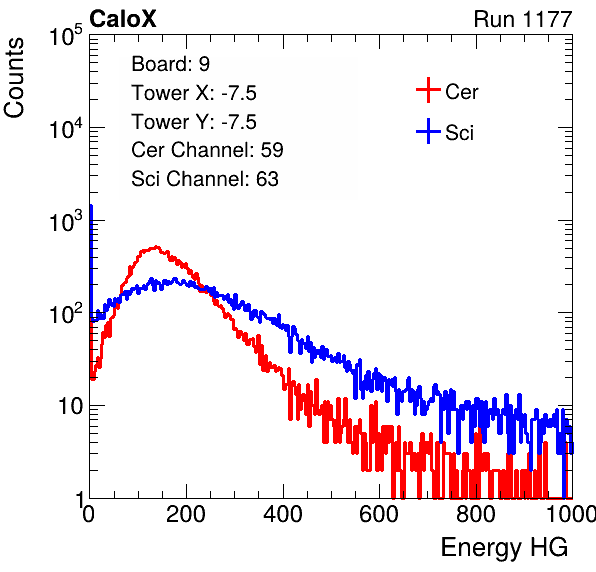 CaloX Run 1177
Counts
10^5
10^4
10^3
10^2
10
1
Board: 9
Tower X: -7.5
Tower Y: -7.5
Cer Channel: 59
Sci Channel: 63
Cer
Sci
0 200 400 600 800 1000
Energy HG